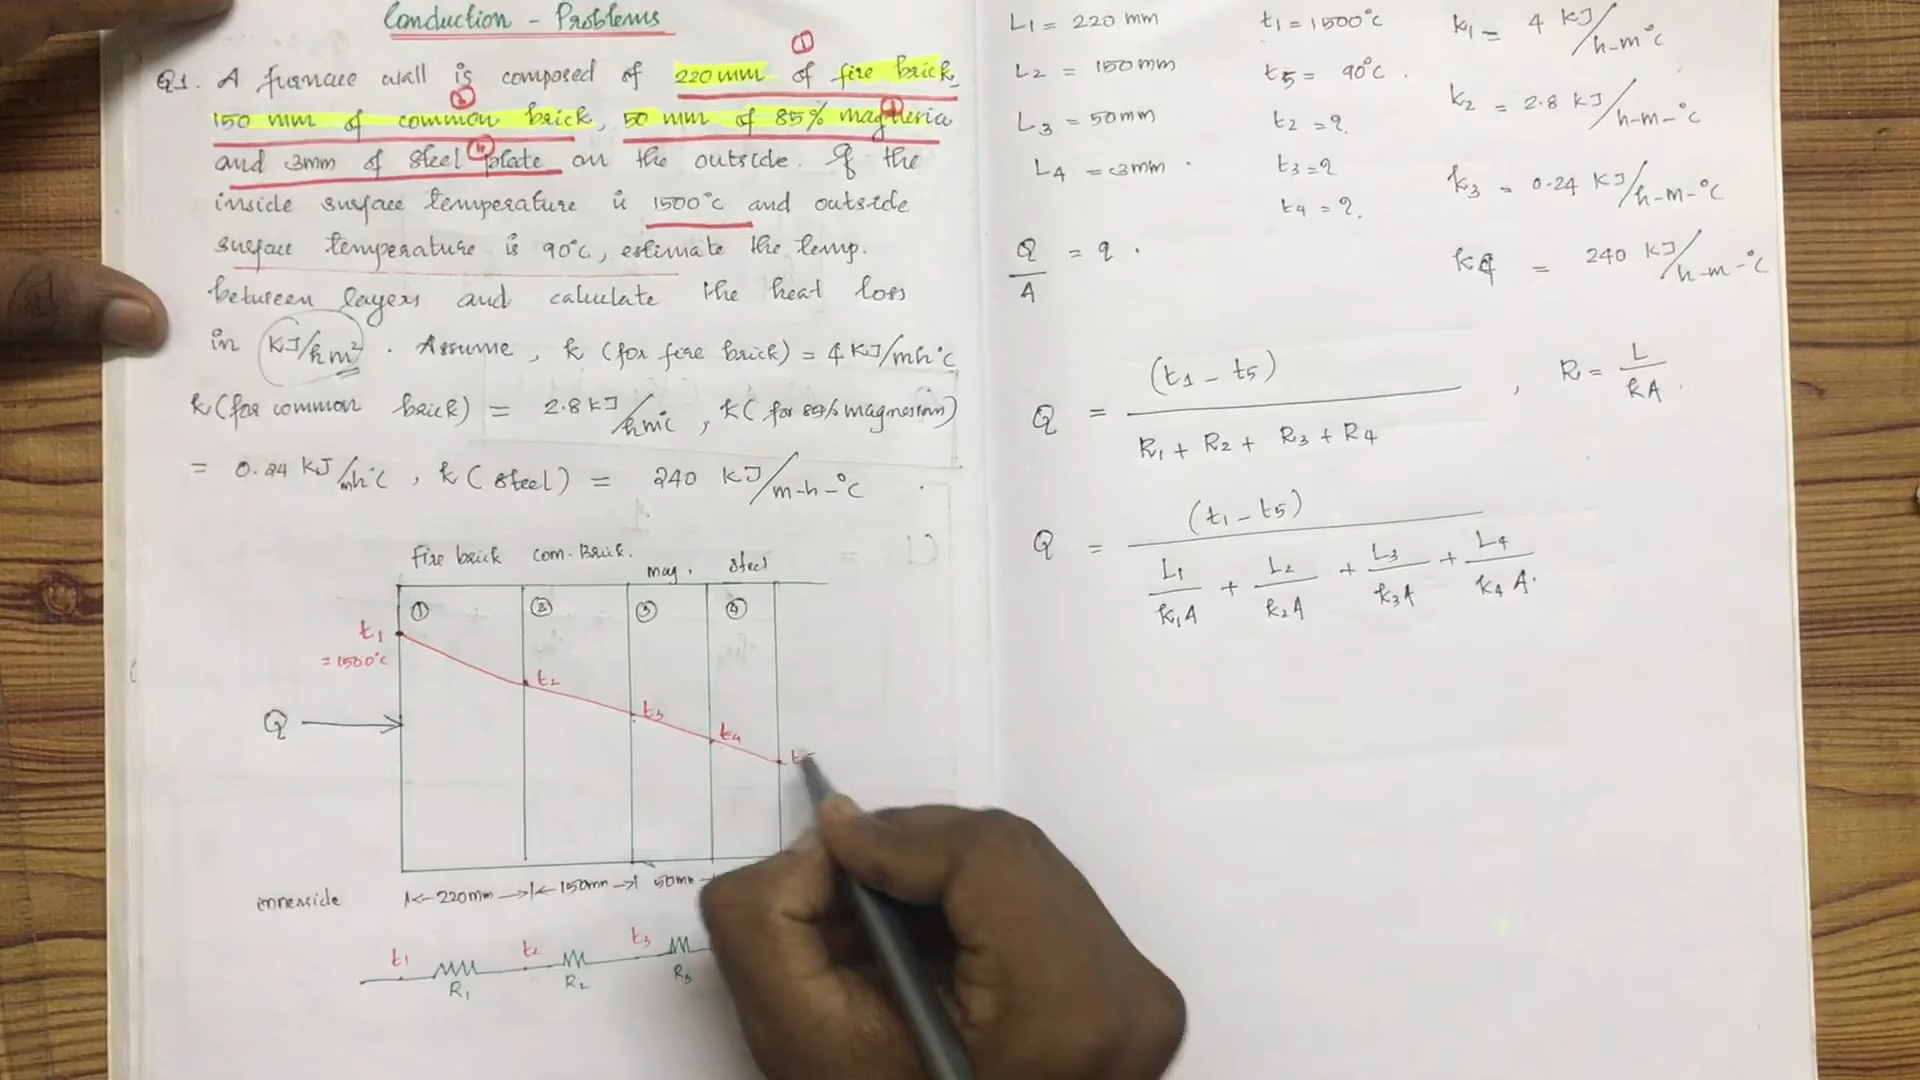 Conduction - Problems
①
Q1. A furnace wall is composed of 220 mm of fire brick,
150 mm of common brick, 50 mm of 85% magnesia
and 3mm of steel plate on the outside. If the
inside surface temperature is 1500°C and outside
surface temperature is 90°C, estimate the temp.
between layers and calculate the heat loss
in KJ/hm². Assume, k (for fire brick) = 4 KJ/mh°C
k (for common brick) = 2.8 KJ/hm°C, k (for 85% magnesian)
= 0.24 KJ/mh°C, k (steel) = 240 KJ/m-h-°C.
Fire brick com. Brick. mag. steel
① ② ③ ④
t1
= 1500°C
t2
t3
t4
Q
innerside
220mm 150mm 50mm
t1 t2 t3
R1 R2 R3
L1 = 220 mm t1 = 1500°C k1 = 4 KJ/h-m°C
L2 = 150mm t5 = 90°C. k2 = 2.8 KJ/h-m-°C
L3 = 50mm t2 = ?.
L4 = 3mm. t3 = ? k3 = 0.24 KJ/h-m-°C
t4 = ?.
Q/A = ?. k4 = 240 KJ/h-m-°C
Q = (t1 - t5) / R1 + R2 + R3 + R4 , R = L/kA.
Q = (t1 - t5) / L1/k1A + L2/k2A + L3/k3A + L4/k4A.